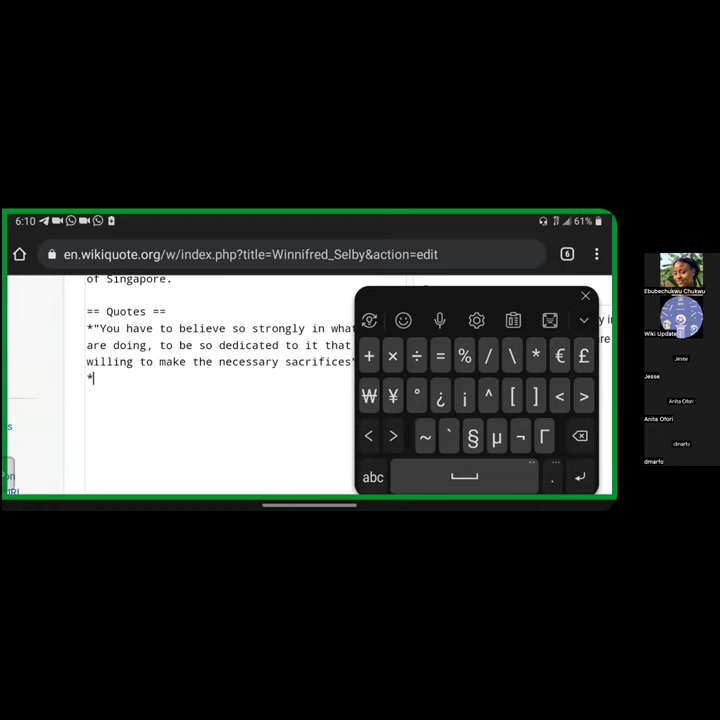 6:10
61%
en.wikiquote.org/w/index.php?title=Winnifred_Selby&action=edit
6
of Singapore.
== Quotes ==
*"You have to believe so strongly in what
are doing, to be so dedicated to it that
willing to make the necessary sacrifices"
*
+ × ÷ = % / \ * € £
₩ ¥ ° ¿ ¡ ^ [ ] < >
< > ~ ` § µ ¬ Γ
abc .
Ebubechukwu Chukwu
Wiki Update
Jesse
Jesse
Anita Ofori
Anita Ofori
dmarfo
dmarfo